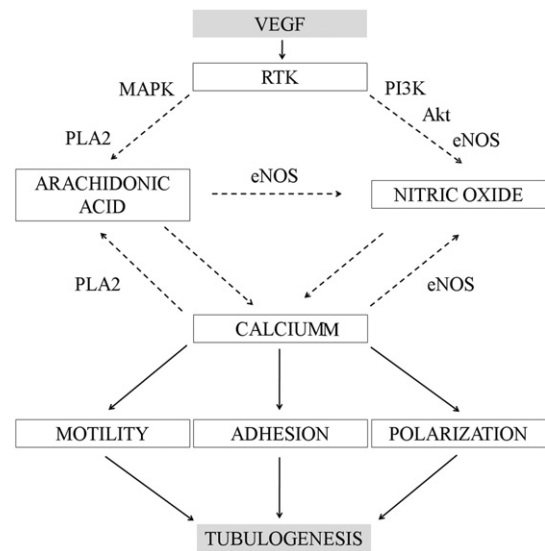 VEGF
RTK
MAPK
PI3K
Akt
PLA2
eNOS
ARACHIDONIC
ACID
eNOS
NITRIC OXIDE
PLA2
eNOS
CALCIUMM
MOTILITY
ADHESION
POLARIZATION
TUBULOGENESIS